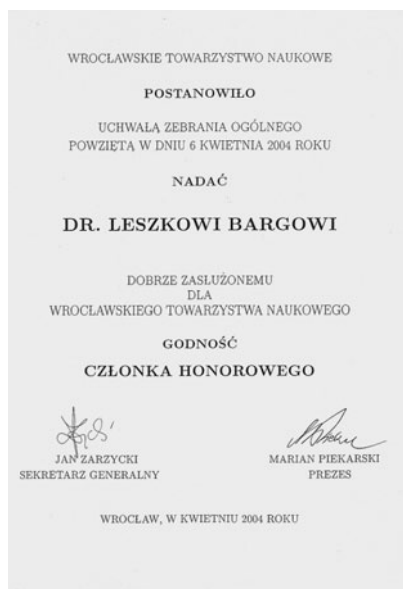 WROCŁAWSKIE TOWARZYSTWO NAUKOWE
POSTANOWIŁO
UCHWAŁĄ ZEBRANIA OGÓLNEGO
POWZIĘTĄ W DNIU 6 KWIETNIA 2004 ROKU
NADAĆ
DR. LESZKOWI BARGOWI
DOBRZE ZASŁUŻONEMU
DLA
WROCŁAWSKIEGO TOWARZYSTWA NAUKOWEGO
GODNOŚĆ
CZŁONKA HONOROWEGO
JAN ZARZYCKI MARIAN PIEKARSKI
SEKRETARZ GENERALNY PREZES
WROCŁAW, W KWIETNIU 2004 ROKU